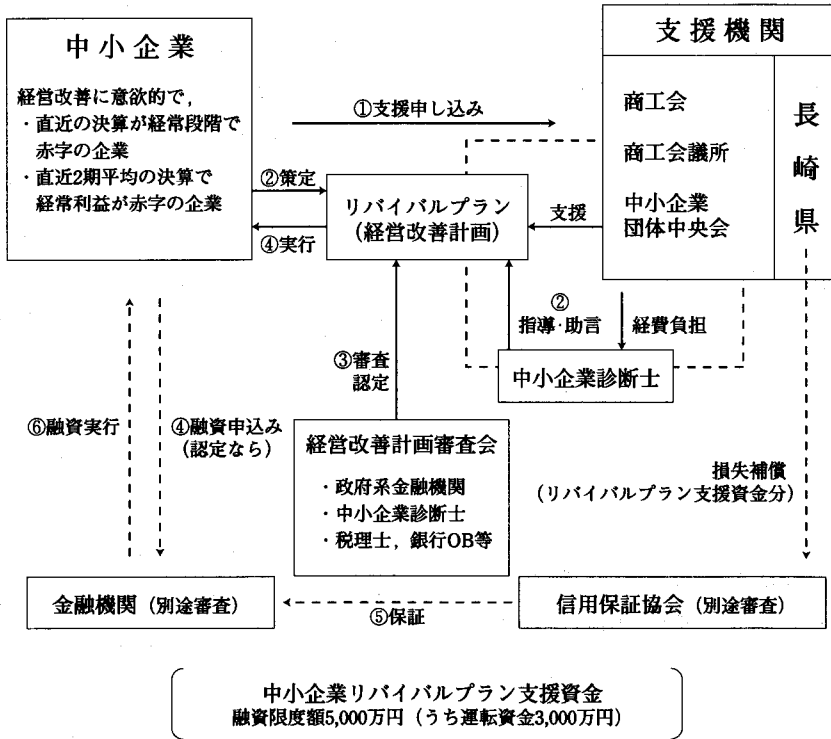 中小企業
経営改善に意欲的で，
・直近の決算が経常段階で
赤字の企業
・直近2期平均の決算で
経常利益が赤字の企業
①支援申し込み
支援機関
商工会
商工会議所
中小企業
団体中央会
長崎県
②策定
④実行
リバイバルプラン
（経営改善計画）
支援
②
指導・助言
経費負担
中小企業診断士
③審査
認定
経営改善計画審査会
・政府系金融機関
・中小企業診断士
・税理士，銀行OB等
⑥融資実行
④融資申込み
（認定なら）
損失補償
（リバイバルプラン支援資金分）
金融機関（別途審査）
⑤保証
信用保証協会（別途審査）
中小企業リバイバルプラン支援資金
融資限度額5,000万円（うち運転資金3,000万円）